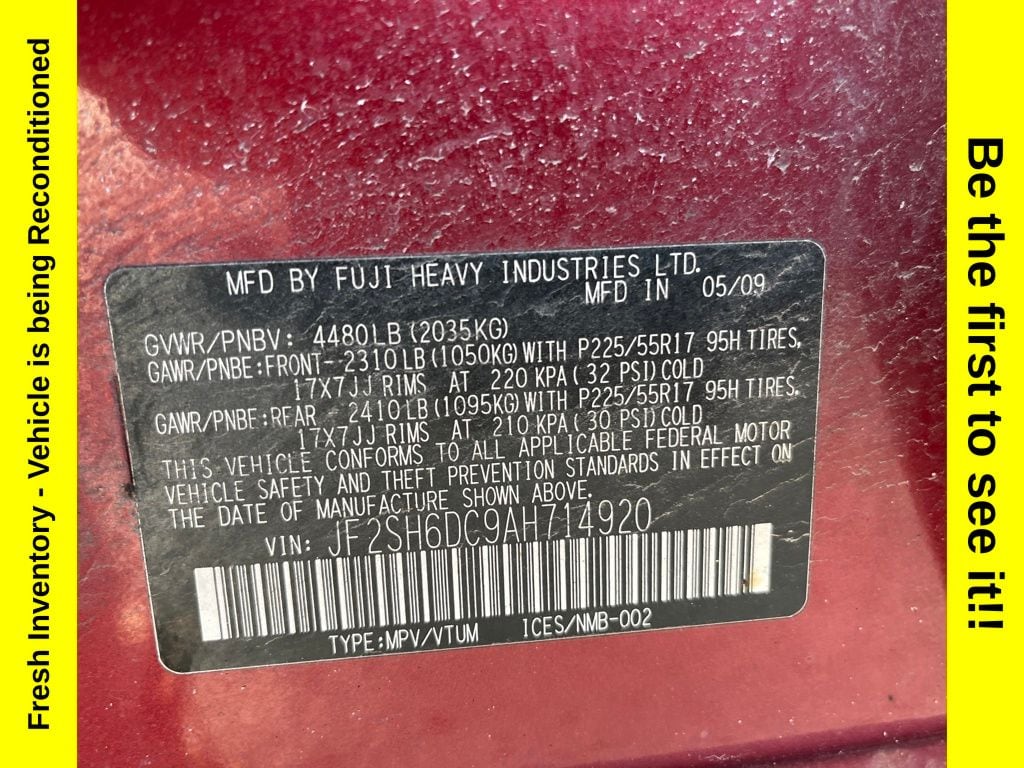 Fresh Inventory - Vehicle is being Reconditioned
MFD BY FUJI HEAVY INDUSTRIES LTD.
MFD IN 05/09
GVWR/PNBV: 4480LB(2035KG)
GAWR/PNBE:FRONT-2310LB(1050KG)WITH P225/55R17 95H TIRES,
17X7JJ RIMS AT 220 KPA(32 PSI)COLD
GAWR/PNBF:REAR 2410LB(1095KG)WITH P225/55R17 95H TIRES.
17X7JJ RIMS AT 210 KPA(30 PSI)COLD
THIS VEHICLE CONFORMS TO ALL APPLICABLE FEDERAL MOTOR
VEHICLE SAFETY AND THEFT PREVENTION STANDARDS IN EFFECT ON
THE DATE OF MANUFACTURE SHOWN ABOVE.
VIN: JF2SH6DC9AH714920
TYPE:MPV/VTUM ICES/NMB-002
Be the first to see it!!